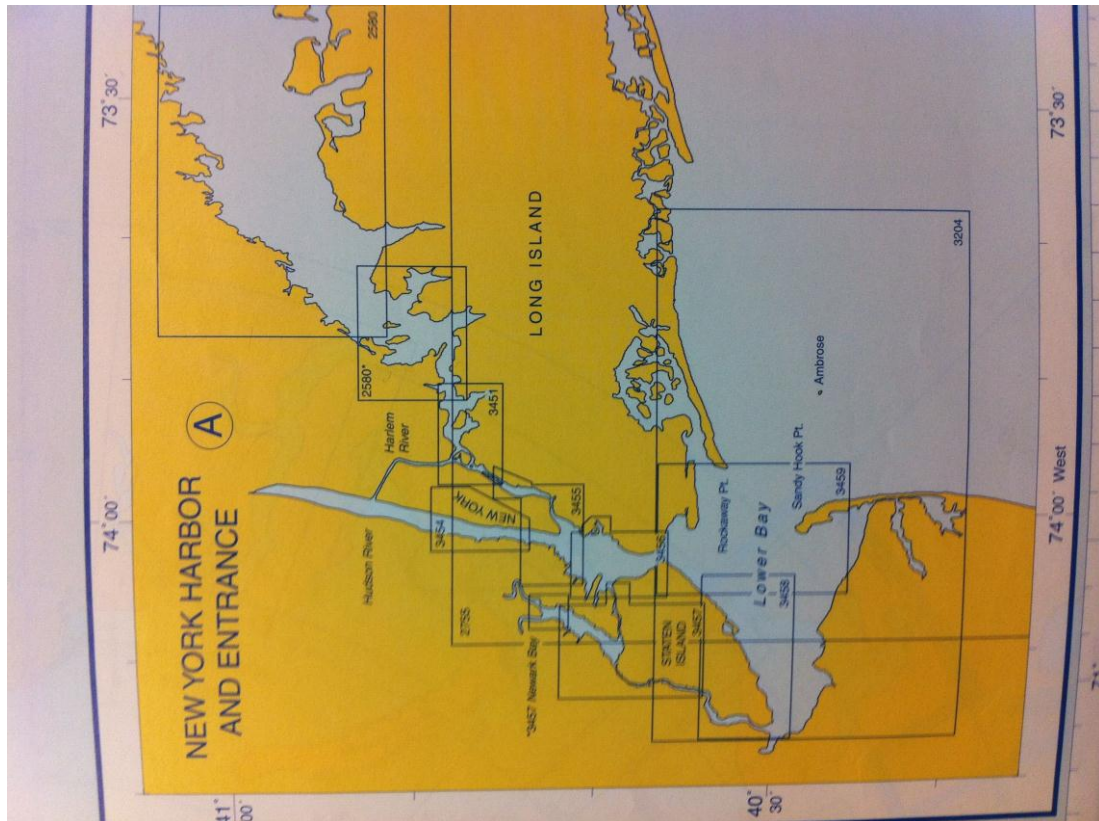 NEW YORK HARBOR
AND ENTRANCE
A
41°
00'
74°00'
73°30'
Hudson River
Harlem
River
2580*
2580
3451
3454
NEW YORK
3455
2755
*3457 Newark Bay
LONG ISLAND
3456
3457
STATEN
ISLAND
Rockaway Pt.
Lower Bay
3458
Sandy Hook Pt.
3459
Ambrose
3204
40°
30'
74°00' West
73°30'